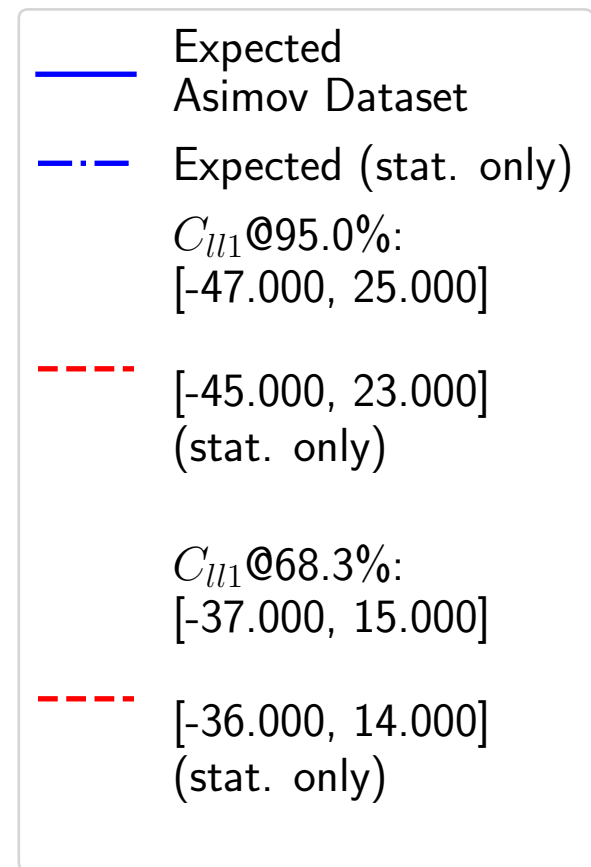 Expected
Asimov Dataset
Expected (stat. only)
$C_{ll1}$@95.0%:
[-47.000, 25.000]
[-45.000, 23.000]
(stat. only)
$C_{ll1}$@68.3%:
[-37.000, 15.000]
[-36.000, 14.000]
(stat. only)